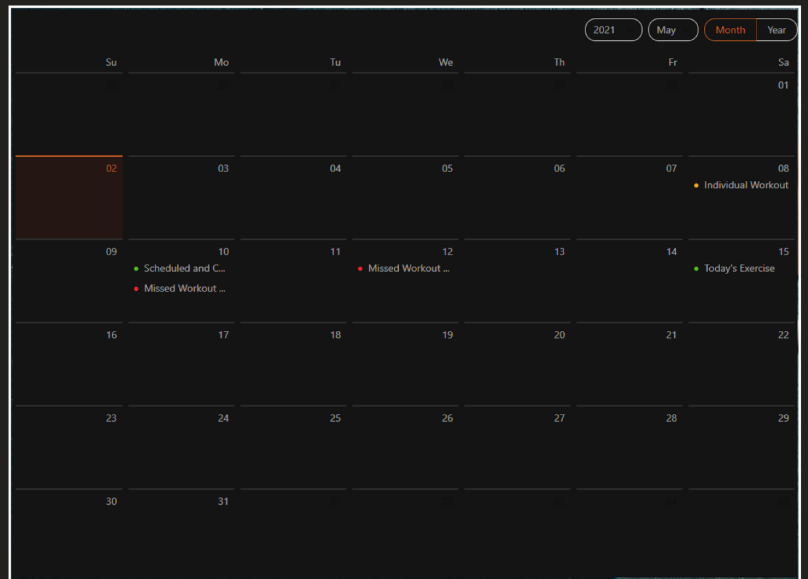 2021 May Month Year
Su Mo Tu We Th Fr Sa
01
02 03 04 05 06 07 08
Individual Workout
09 10 11 12 13 14 15
Scheduled and C... Missed Workout ... Today's Exercise
Missed Workout ...
16 17 18 19 20 21 22
23 24 25 26 27 28 29
30 31